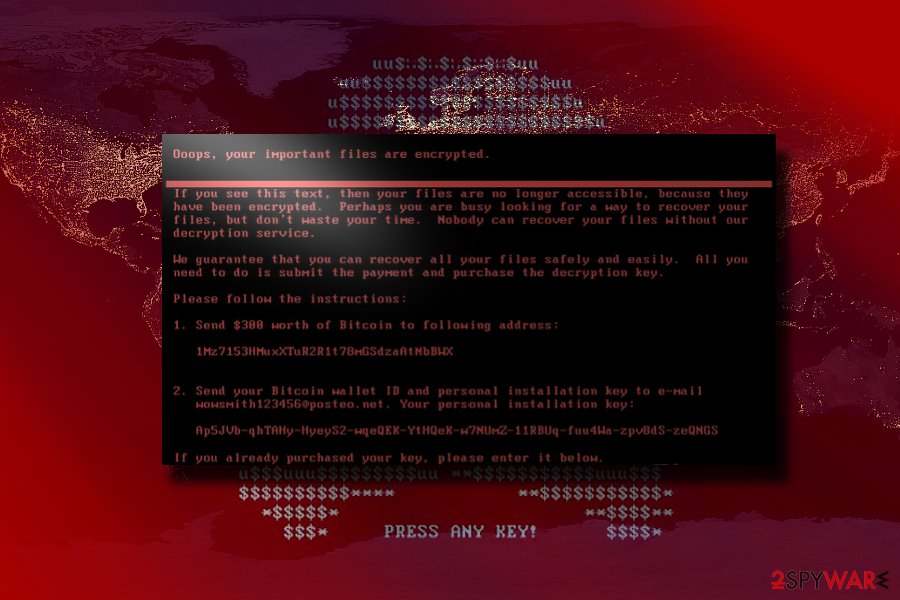 uu$:.$:.$:.$:.$:$uu
uu$$$$$$$$$$$$$$$$$uu
u$$$$$$$$$$$$$$$$$$$$$u
u$$$$$$$$$$$$$$$$$$$$$$$u
Ooops, your important files are encrypted.
If you see this text, then your files are no longer accessible, because they
have been encrypted.  Perhaps you are busy looking for a way to recover your
files, but don't waste your time.  Nobody can recover your files without our
decryption service.
We guarantee that you can recover all your files safely and easily.  All you
need to do is submit the payment and purchase the decryption key.
Please follow the instructions:
1. Send $300 worth of Bitcoin to following address:
1Mz7153HMuxXTuR2R1t78mGSdzaAtNbBWX
2. Send your Bitcoin wallet ID and personal installation key to e-mail
wowsmith123456@posteo.net. Your personal installation key:
Ap5JVb-qhTAHy-HyeyS2-wqeQER-YtHQeK-w7NUmZ-11RBUq-fuu4Wa-zpv8dS-zeQNGS
If you already purchased your key, please enter it below.
u$$$uuu$$$$$$$$$uu **$$$$$$$$$$$uuu$$$
$$$$$$$$$$**** **$$$$$$$$$$$*
*$$$$$* **$$$$**
$$$* PRESS ANY KEY! $$$$*
2SPYWARE